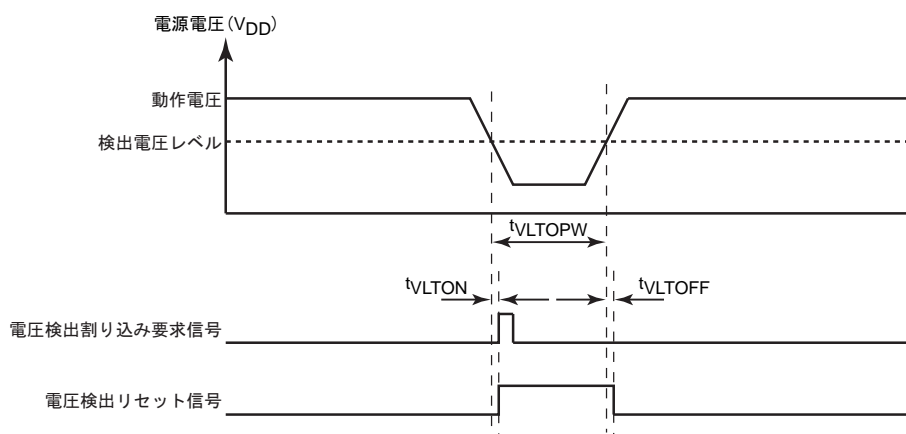 電源電圧(VDD)
動作電圧
検出電圧レベル
tVLTOPW
tVLTON
tVLTOFF
電圧検出割り込み要求信号
電圧検出リセット信号